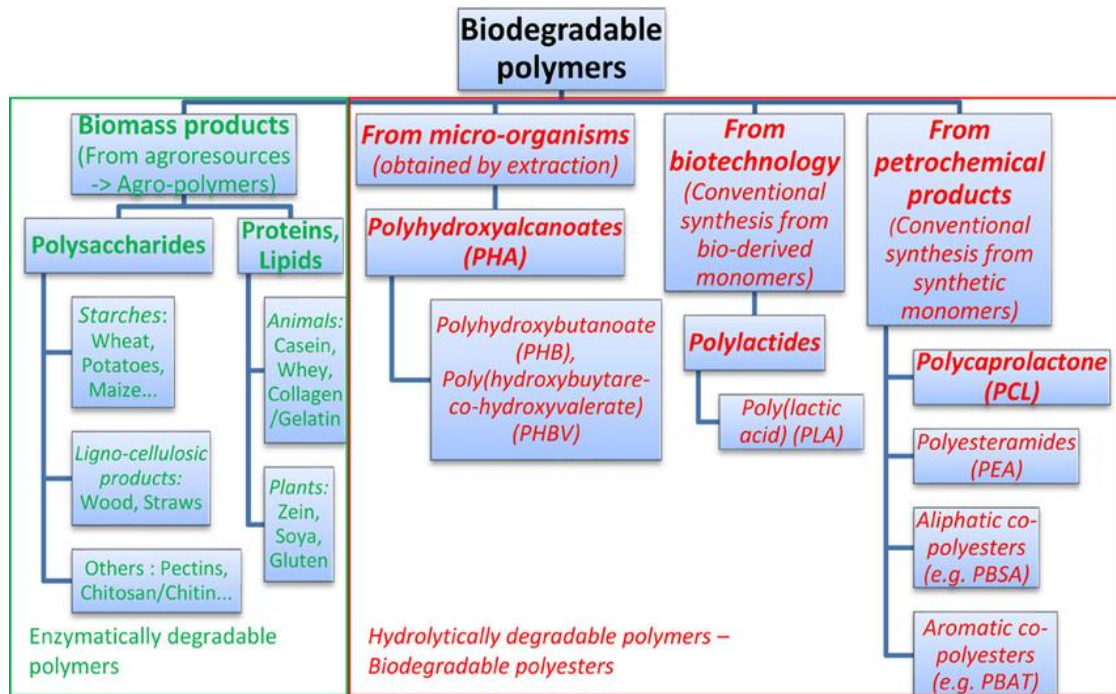 Biodegradable
polymers
Biomass products
(From agroresources
-> Agro-polymers)
Polysaccharides
Starches:
Wheat,
Potatoes,
Maize...
Ligno-cellulosic
products:
Wood, Straws
Others : Pectins,
Chitosan/Chitin...
Proteins,
Lipids
Animals:
Casein,
Whey,
Collagen
/Gelatin
Plants:
Zein,
Soya,
Gluten
Enzymatically degradable
polymers
From micro-organisms
(obtained by extraction)
Polyhydroxyalcanoates
(PHA)
Polyhydroxybutanoate
(PHB),
Poly(hydroxybuytare-
co-hydroxyvalerate)
(PHBV)
From
biotechnology
(Conventional
synthesis from
bio-derived
monomers)
Polylactides
Poly(lactic
acid) (PLA)
From
petrochemical
products
(Conventional
synthesis from
synthetic
monomers)
Polycaprolactone
(PCL)
Polyesteramides
(PEA)
Aliphatic co-
polyesters
(e.g. PBSA)
Aromatic co-
polyesters
(e.g. PBAT)
Hydrolytically degradable polymers –
Biodegradable polyesters